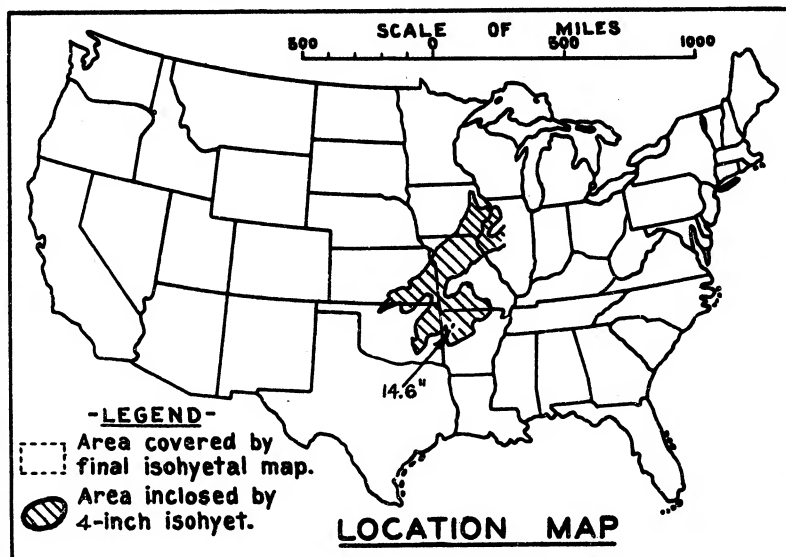 SCALE OF MILES
500 0 500 1000
14.6"
-LEGEND-
Area covered by
final isohyetal map.
Area inclosed by
4-inch isohyet.
LOCATION MAP